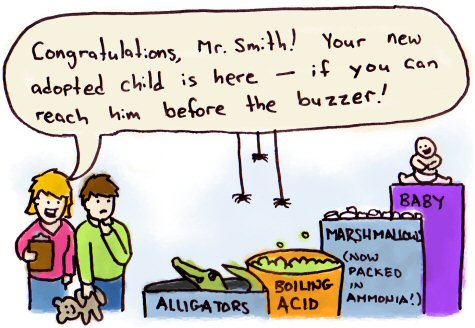 Congratulations, Mr. Smith! Your new
adopted child is here – if you can
reach him before the buzzer!
BABY
MARSHMALLOWS
(NOW
PACKED
IN
AMMONIA!)
BOILING
ACID
ALLIGATORS